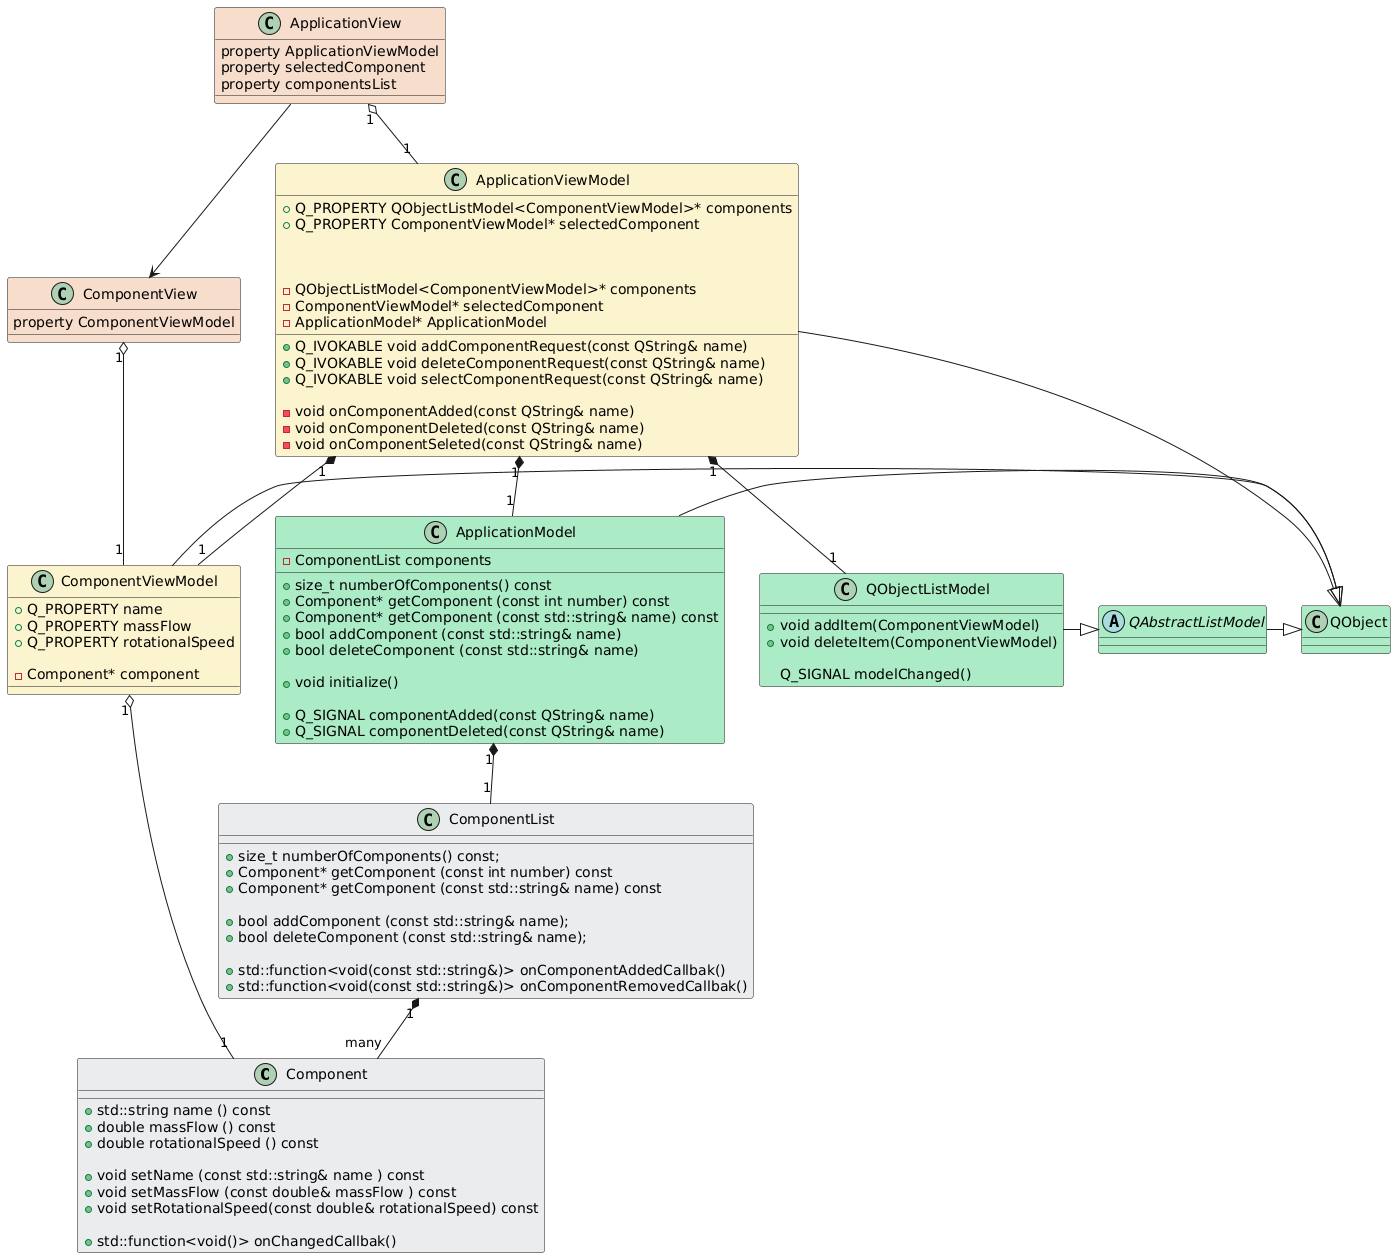 C ApplicationView
property ApplicationViewModel
property selectedComponent
property componentsList
1
1
C ApplicationViewModel
Q_PROPERTY QObjectListModel<ComponentViewModel>* components
Q_PROPERTY ComponentViewModel* selectedComponent
QObjectListModel<ComponentViewModel>* components
ComponentViewModel* selectedComponent
ApplicationModel* ApplicationModel
Q_IVOKABLE void addComponentRequest(const QString& name)
Q_IVOKABLE void deleteComponentRequest(const QString& name)
Q_IVOKABLE void selectComponentRequest(const QString& name)
void onComponentAdded(const QString& name)
void onComponentDeleted(const QString& name)
void onComponentSeleted(const QString& name)
C ComponentView
property ComponentViewModel
1
1
1
1
1
1
1
1
C ComponentViewModel
Q_PROPERTY name
Q_PROPERTY massFlow
Q_PROPERTY rotationalSpeed
Component* component
1
C ApplicationModel
ComponentList components
size_t numberOfComponents() const
Component* getComponent (const int number) const
Component* getComponent (const std::string& name) const
bool addComponent (const std::string& name)
bool deleteComponent (const std::string& name)
void initialize()
Q_SIGNAL componentAdded(const QString& name)
Q_SIGNAL componentDeleted(const QString& name)
C QObjectListModel
void addItem(ComponentViewModel)
void deleteItem(ComponentViewModel)
Q_SIGNAL modelChanged()
A QAbstractListModel
C QObject
1
1
C ComponentList
size_t numberOfComponents() const;
Component* getComponent (const int number) const
Component* getComponent (const std::string& name) const
bool addComponent (const std::string& name);
bool deleteComponent (const std::string& name);
std::function<void(const std::string&)> onComponentAddedCallbak()
std::function<void(const std::string&)> onComponentRemovedCallbak()
1
many
1
C Component
std::string name () const
double massFlow () const
double rotationalSpeed () const
void setName (const std::string& name ) const
void setMassFlow (const double& massFlow ) const
void setRotationalSpeed(const double& rotationalSpeed) const
std::function<void()> onChangedCallbak()